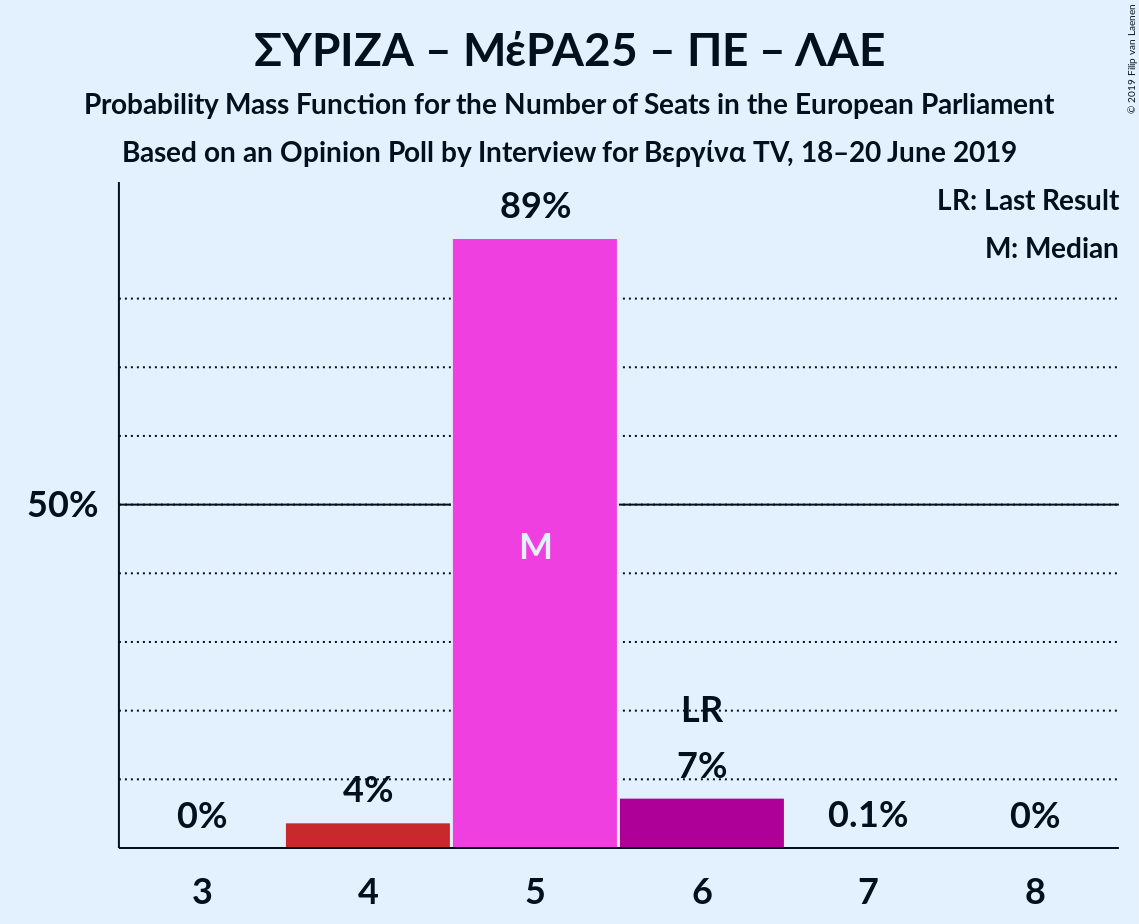 ΣΥΡΙΖΑ – ΜέΡΑ25 – ΠΕ – ΛΑΕ
Probability Mass Function for the Number of Seats in the European Parliament
Based on an Opinion Poll by Interview for Βεργίνα TV, 18–20 June 2019
© 2019 Filip van Laenen
LR: Last Result
M: Median
89%
50%
M
LR
7%
4%
0%
0.1%
0%
3 4 5 6 7 8